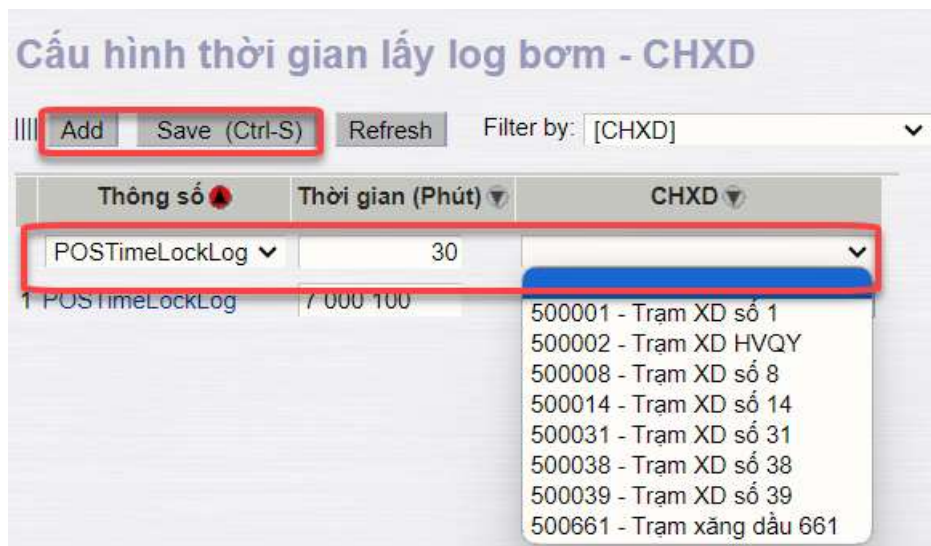 Cấu hình thời gian lấy log bơm - CHXD
Add Save (Ctrl-S) Refresh Filter by: [CHXD]
Thông số Thời gian (Phút) CHXD
POSTimeLockLog 30
1 POSTimeLockLog 7 000 100
500001 - Trạm XD số 1
500002 - Trạm XD HVQY
500008 - Trạm XD số 8
500014 - Trạm XD số 14
500031 - Trạm XD số 31
500038 - Trạm XD số 38
500039 - Trạm XD số 39
500661 - Trạm xăng dầu 661